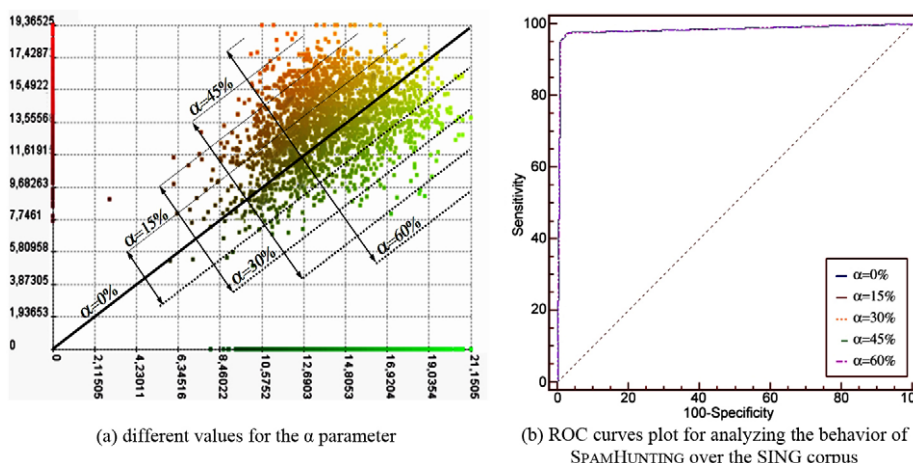 19,36525
17,4287
15,4922
13,5556
11,6191
9,68263
7,7461
5,80958
3,87305
1,93653
0
α=45%
α=15%
α=30%
α=60%
α=0%
0
2,11505
4,23011
6,34516
8,46022
10,5752
12,6903
14,8053
16,9204
19,0354
21,1505
(a) different values for the α parameter
100
80
60
40
20
0
Sensitivity
α=0%
α=15%
α=30%
α=45%
α=60%
0 20 40 60 80 100
100-Specificity
(b) ROC curves plot for analyzing the behavior of
SPAMHUNTING over the SING corpus